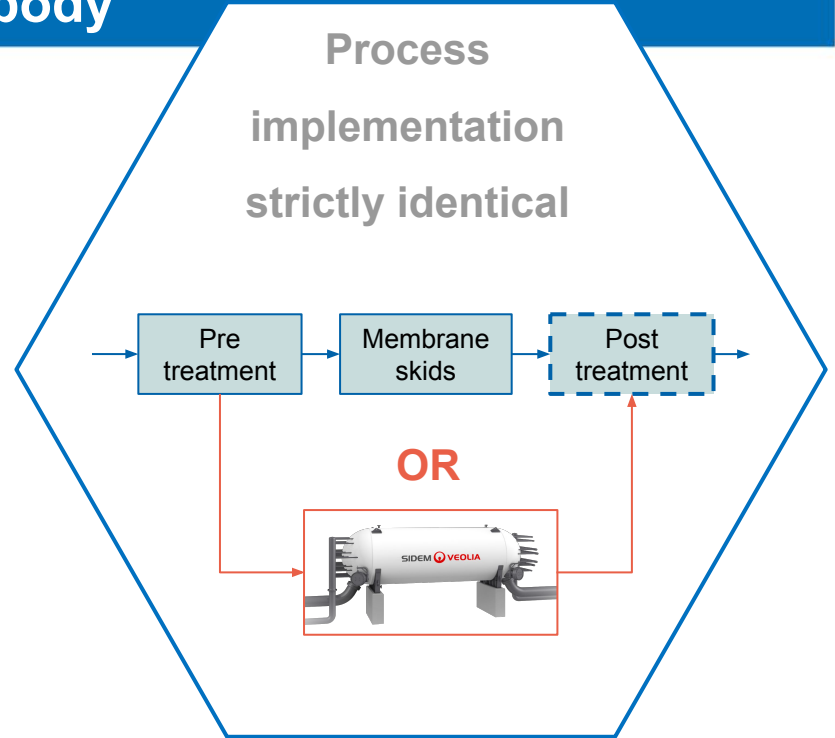 body
Process
implementation
strictly identical
Pre
treatment
Membrane
skids
Post
treatment
OR
SIDEM VEOLIA